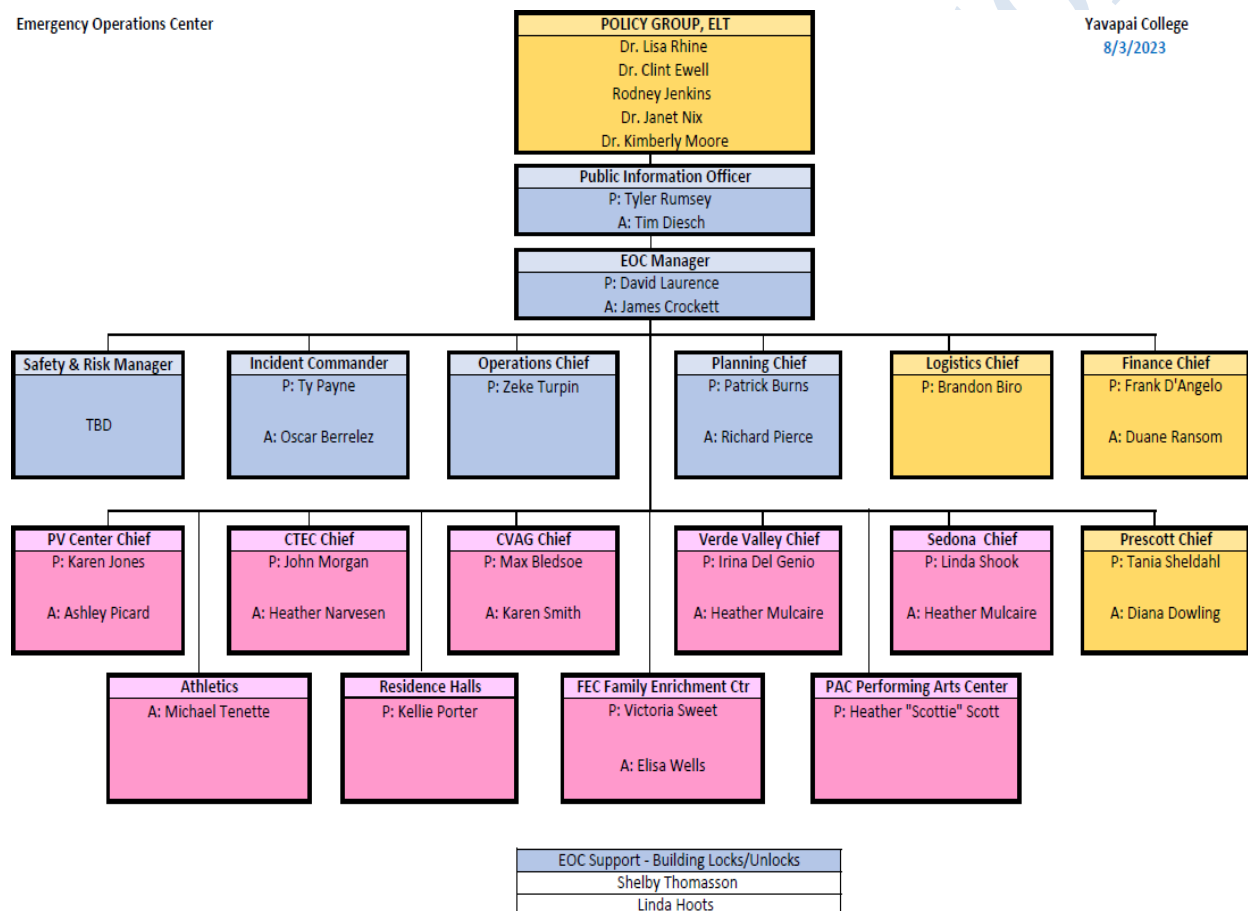 Emergency Operations Center
Yavapai College
8/3/2023
POLICY GROUP, ELT
Dr. Lisa Rhine
Dr. Clint Ewell
Rodney Jenkins
Dr. Janet Nix
Dr. Kimberly Moore
Public Information Officer
P: Tyler Rumsey
A: Tim Diesch
EOC Manager
P: David Laurence
A: James Crockett
Safety & Risk Manager
TBD
Incident Commander
P: Ty Payne
A: Oscar Berrelez
Operations Chief
P: Zeke Turpin
Planning Chief
P: Patrick Burns
A: Richard Pierce
Logistics Chief
P: Brandon Biro
Finance Chief
P: Frank D'Angelo
A: Duane Ransom
PV Center Chief
P: Karen Jones
A: Ashley Picard
CTEC Chief
P: John Morgan
A: Heather Narvesen
CVAG Chief
P: Max Bledsoe
A: Karen Smith
Verde Valley Chief
P: Irina Del Genio
A: Heather Mulcaire
Sedona  Chief
P: Linda Shook
A: Heather Mulcaire
Prescott Chief
P: Tania Sheldahl
A: Diana Dowling
Athletics
A: Michael Tenette
Residence Halls
P: Kellie Porter
FEC Family Enrichment Ctr
P: Victoria Sweet
A: Elisa Wells
PAC Performing Arts Center
P: Heather "Scottie" Scott
EOC Support - Building Locks/Unlocks
Shelby Thomasson
Linda Hoots